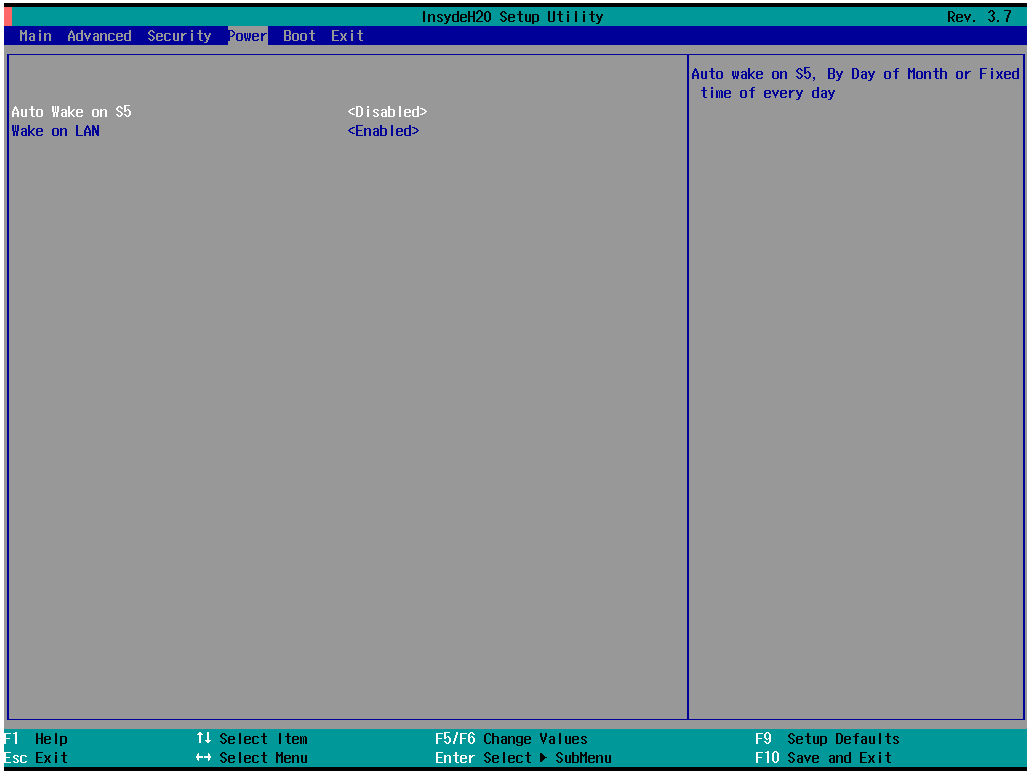 InsydeH2O Setup Utility Rev. 3.7
Main Advanced Security Power Boot Exit
Auto Wake on S5 <Disabled>
Wake on LAN <Enabled>
Auto wake on S5, By Day of Month or Fixed
time of every day
F1 Help ↑↓ Select Item F5/F6 Change Values F9 Setup Defaults
Esc Exit ↔ Select Menu Enter Select ▶ SubMenu F10 Save and Exit